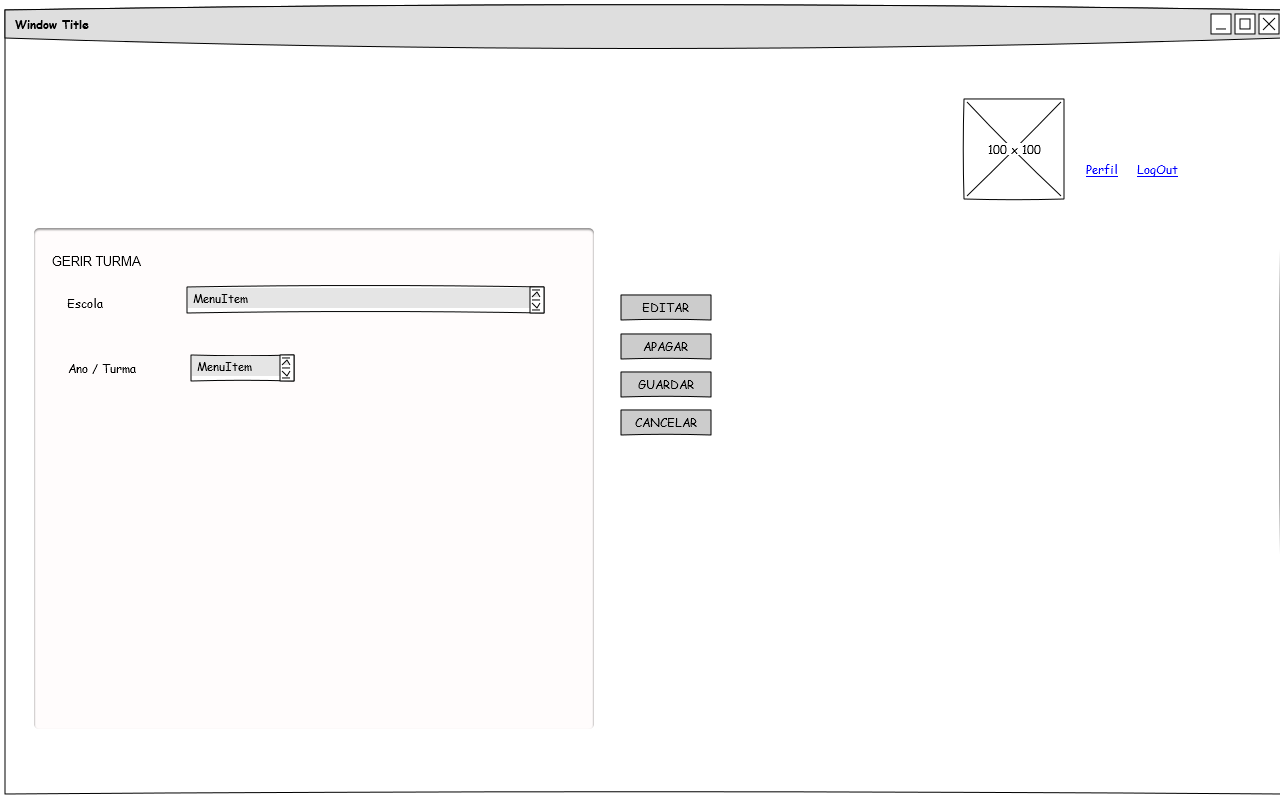 Window Title
100 x 100
Perfil LogOut
GERIR TURMA
Escola MenuItem
EDITAR
APAGAR
Ano / Turma MenuItem
GUARDAR
CANCELAR